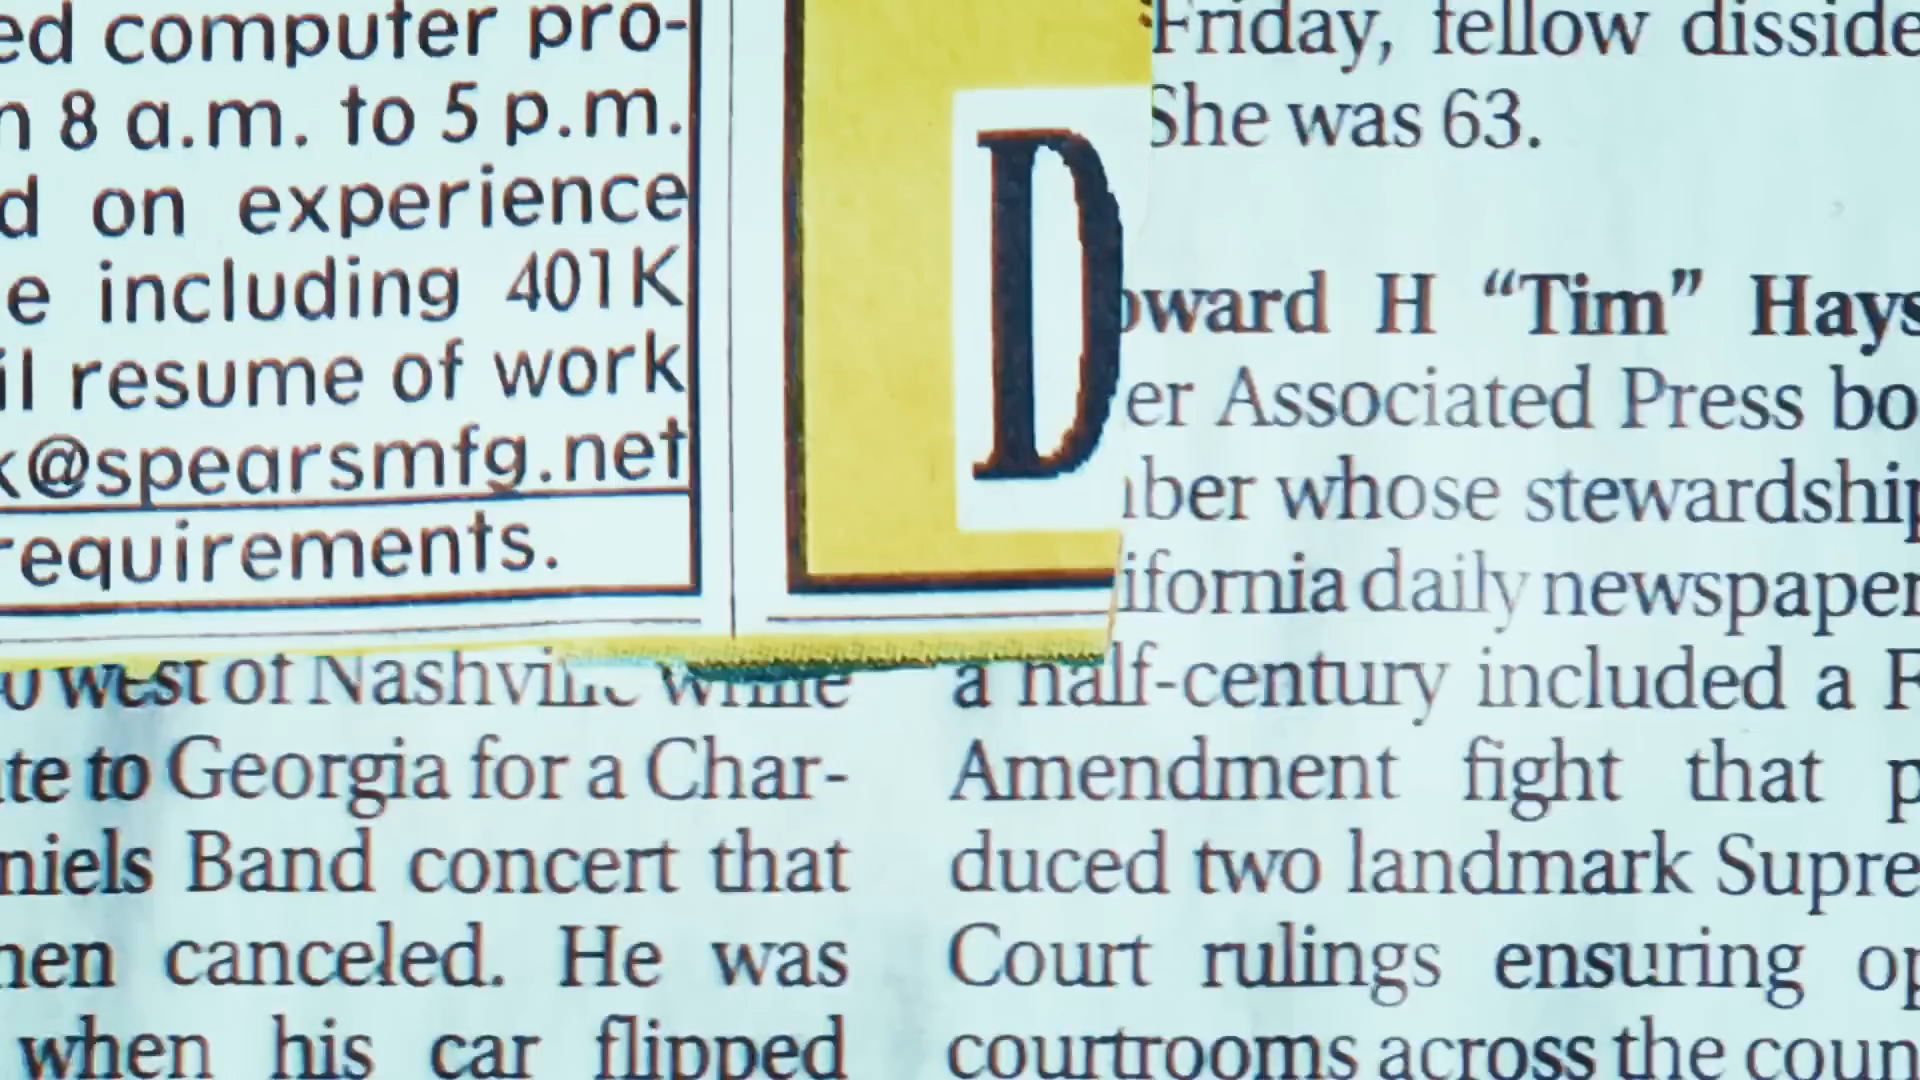 ed computer pro-
8 a.m. to 5 p.m.
d on experience
e including 401K
il resume of work
k@spearsmfg.net
requirements.
D
Friday, fellow disside
She was 63.
oward H “Tim” Hays
er Associated Press bo
ber whose stewardship
ifornia daily newspaper
a half-century included a F
Amendment fight that p
duced two landmark Supre
Court rulings ensuring op
courtrooms across the coun
west of Nashville while
te to Georgia for a Char-
niels Band concert that
hen canceled. He was
when his car flipped